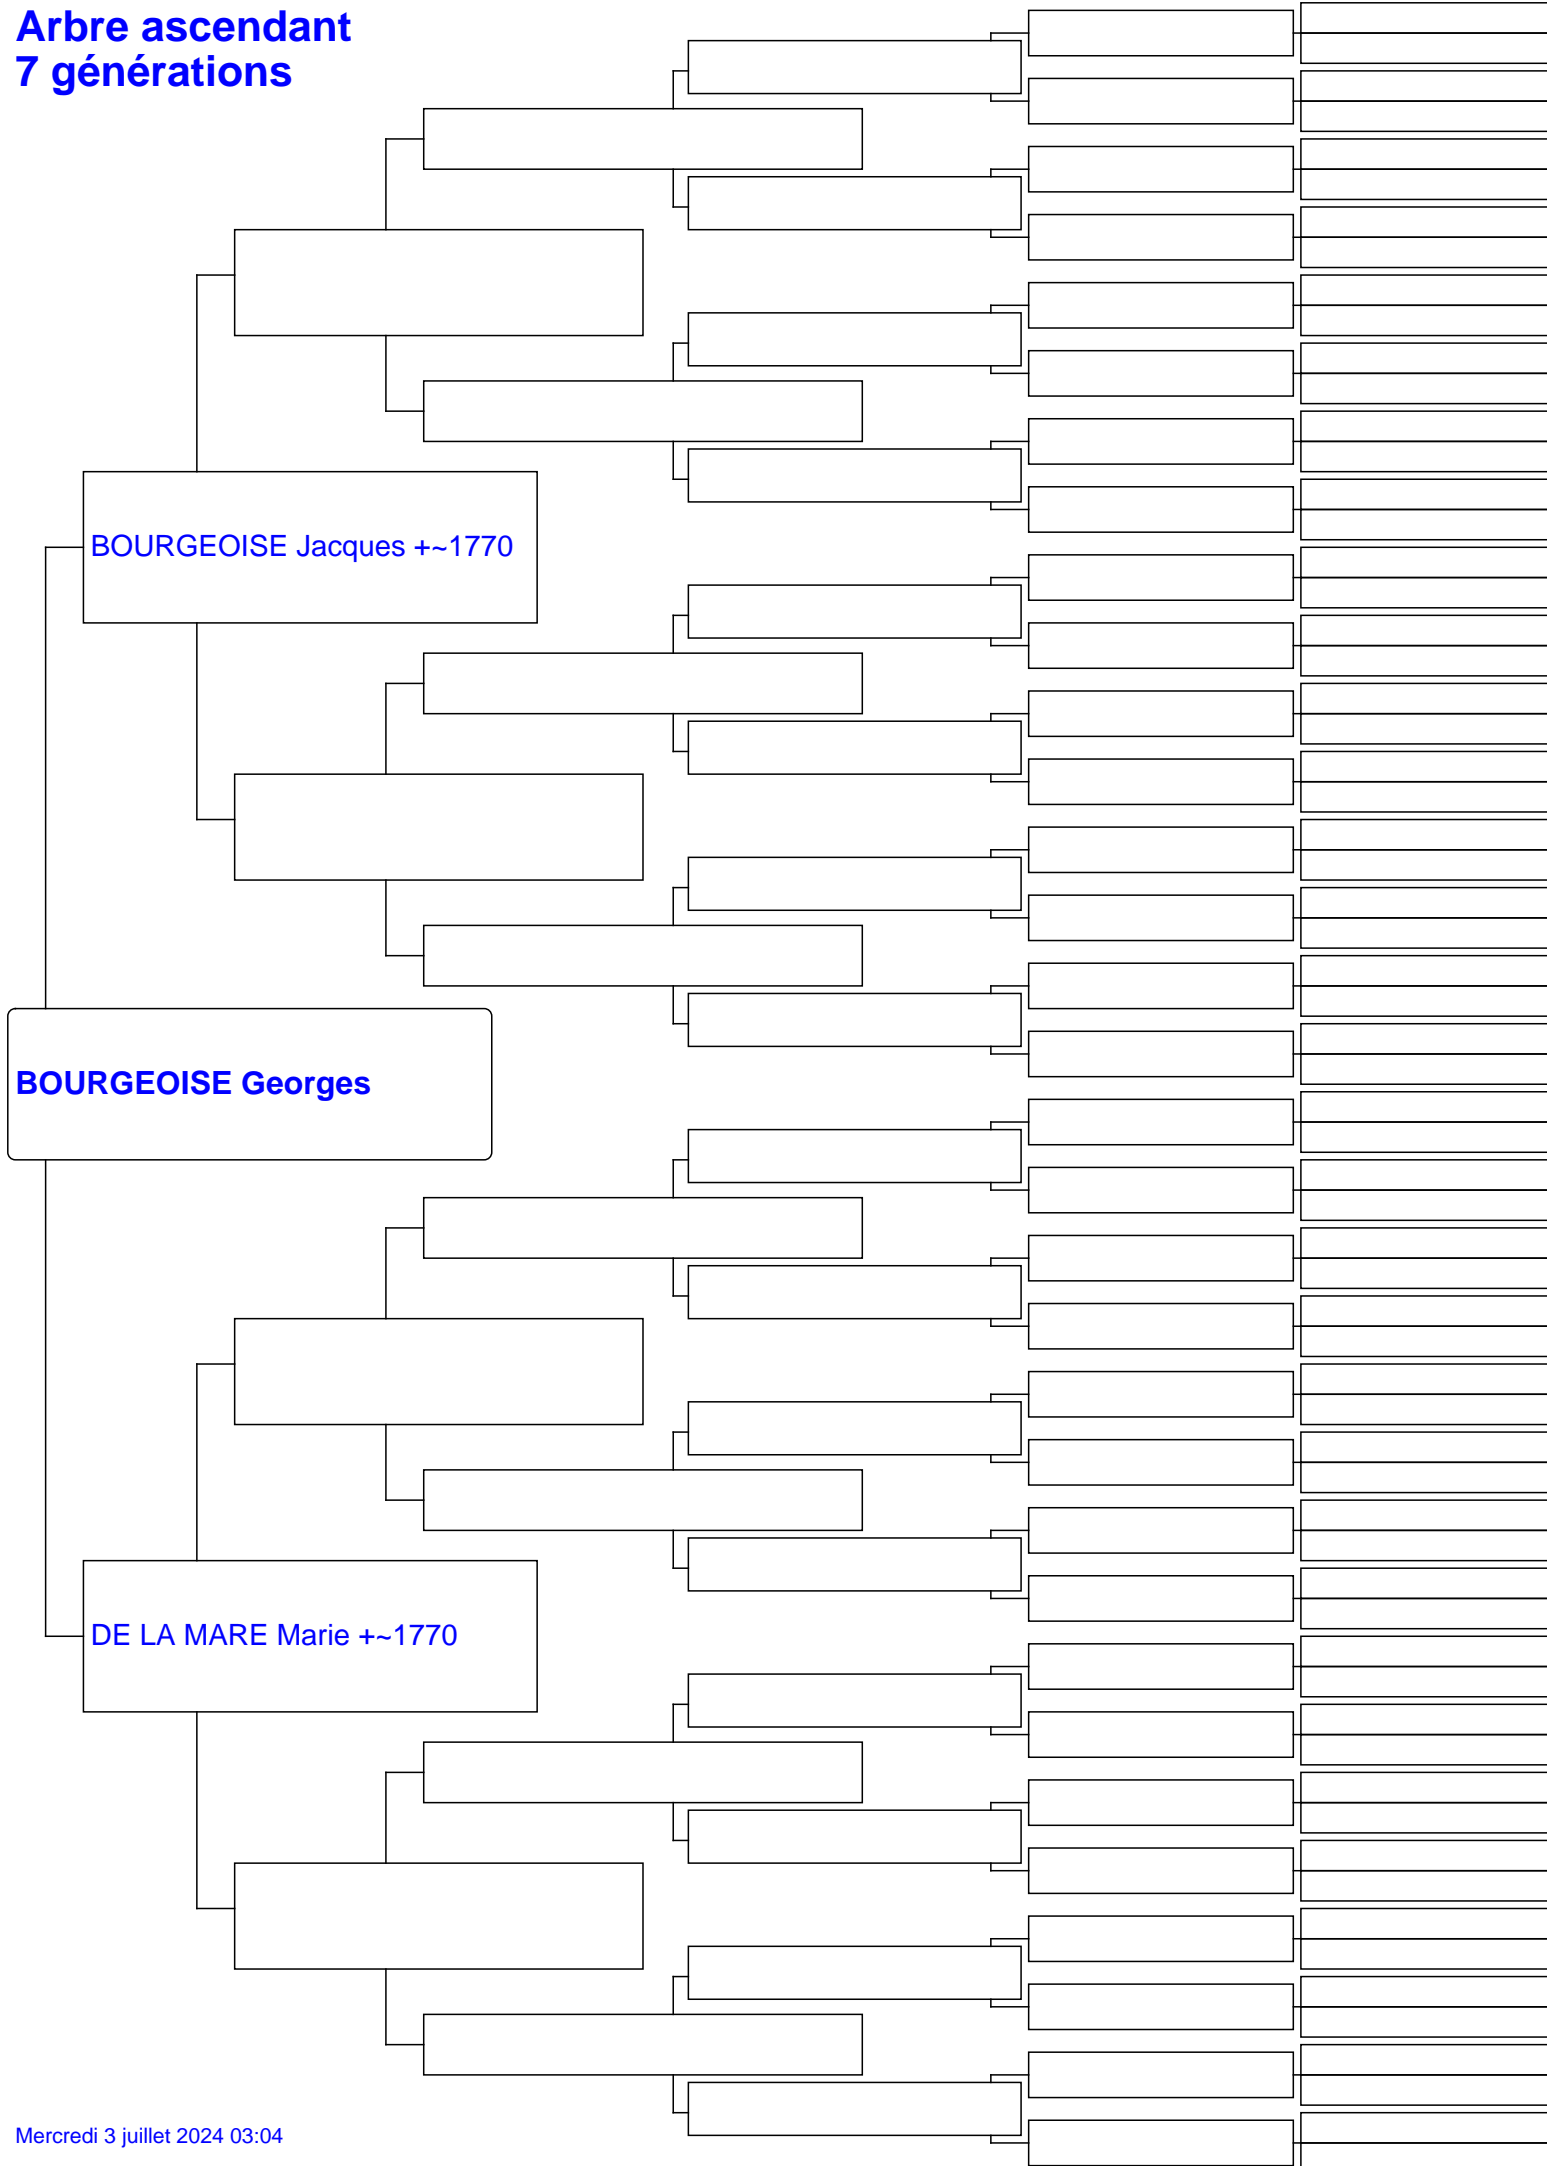 Arbre ascendant
7 générations
BOURGEOISE Jacques +~1770
BOURGEOISE Georges
DE LA MARE Marie +~1770
Mercredi 3 juillet 2024 03:04